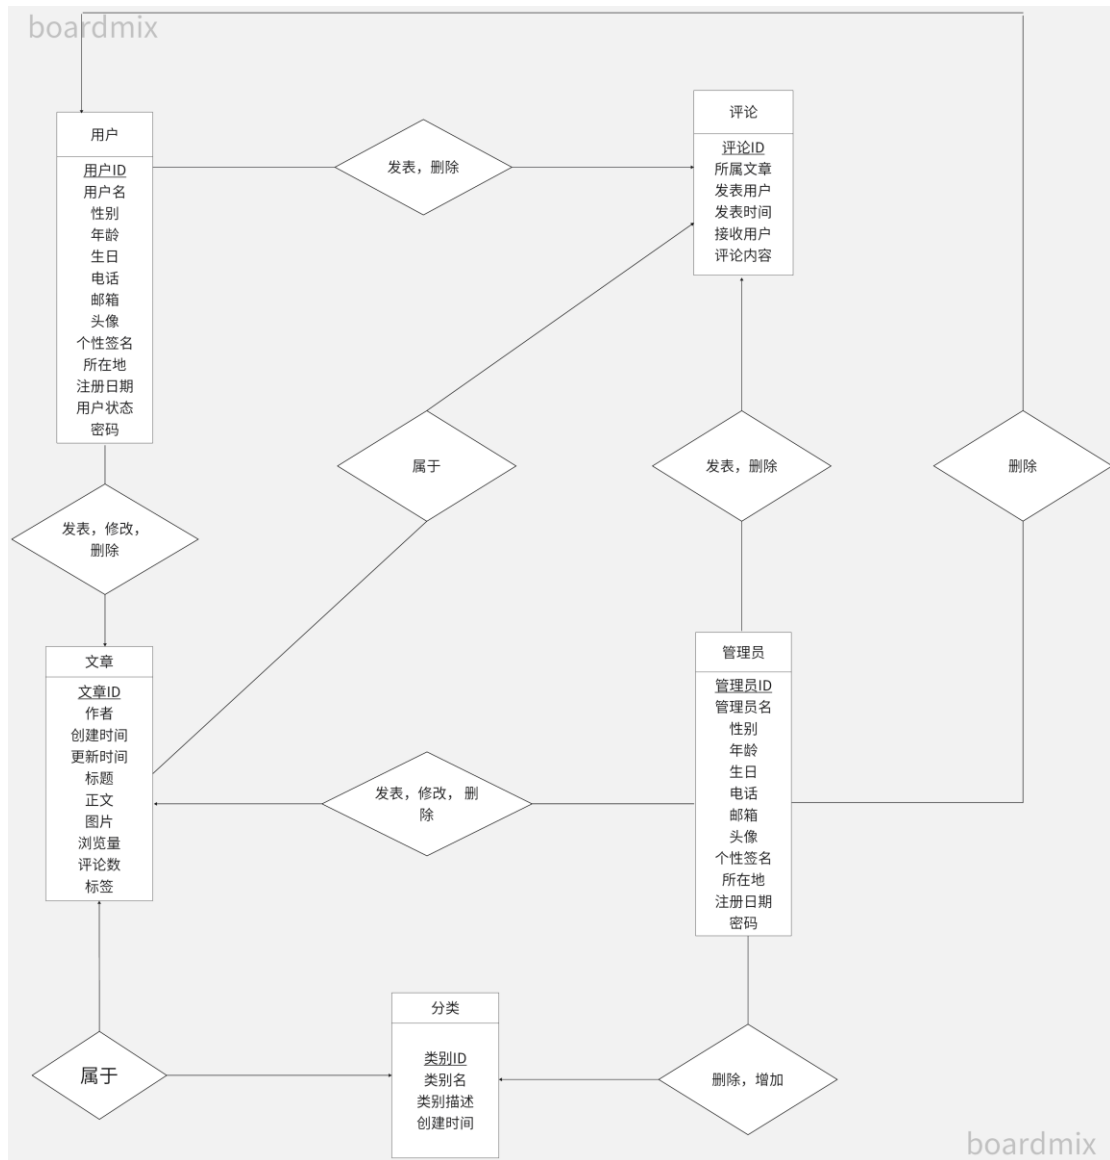 boardmix
用户
用户ID
用户名
性别
年龄
生日
电话
邮箱
头像
个性签名
所在地
注册日期
用户状态
密码
发表，删除
评论
评论ID
所属文章
发表用户
发表时间
接收用户
评论内容
属于
发表，删除
删除
发表，修改，
删除
文章
文章ID
作者
创建时间
更新时间
标题
正文
图片
浏览量
评论数
标签
发表，修改， 删
除
管理员
管理员ID
管理员名
性别
年龄
生日
电话
邮箱
头像
个性签名
所在地
注册日期
密码
属于
分类
类别ID
类别名
类别描述
创建时间
删除，增加
boardmix